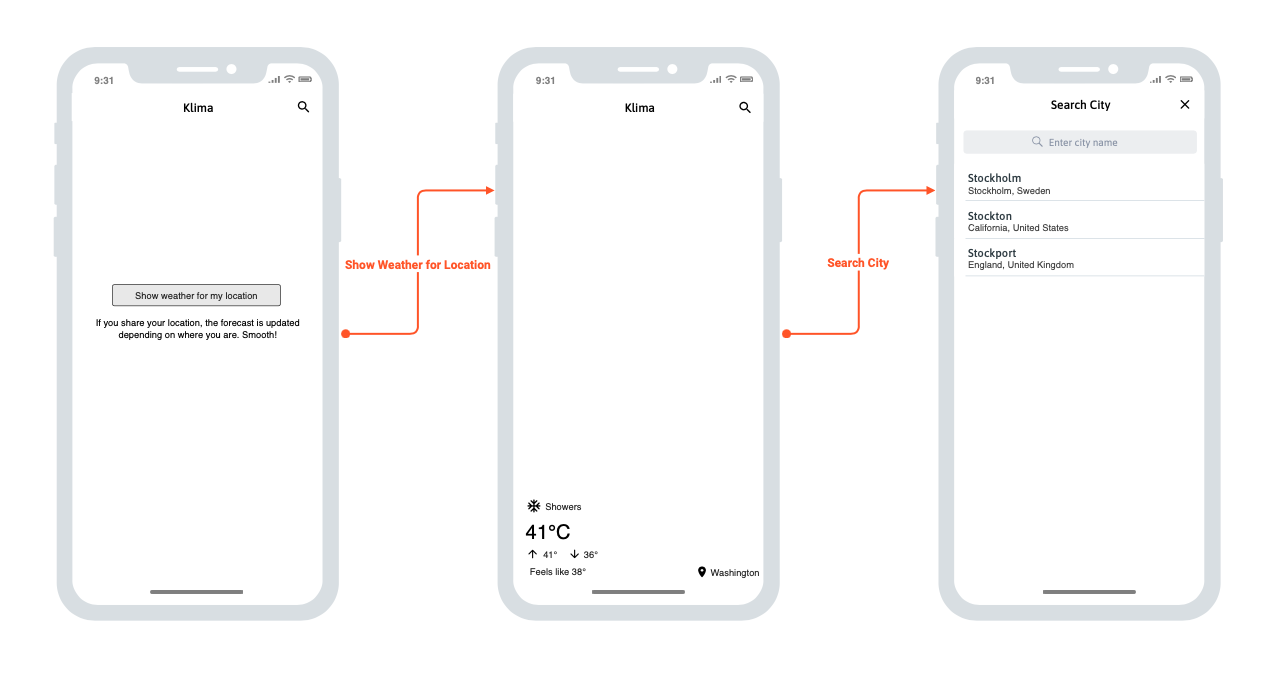 9:31
Klima
Show weather for my location
If you share your location, the forecast is updated
depending on where you are. Smooth!
Show Weather for Location
9:31
Klima
Showers
41°C
41° 36°
Feels like 38°
Washington
Search City
9:31
Search City
Enter city name
Stockholm
Stockholm, Sweden
Stockton
California, United States
Stockport
England, United Kingdom